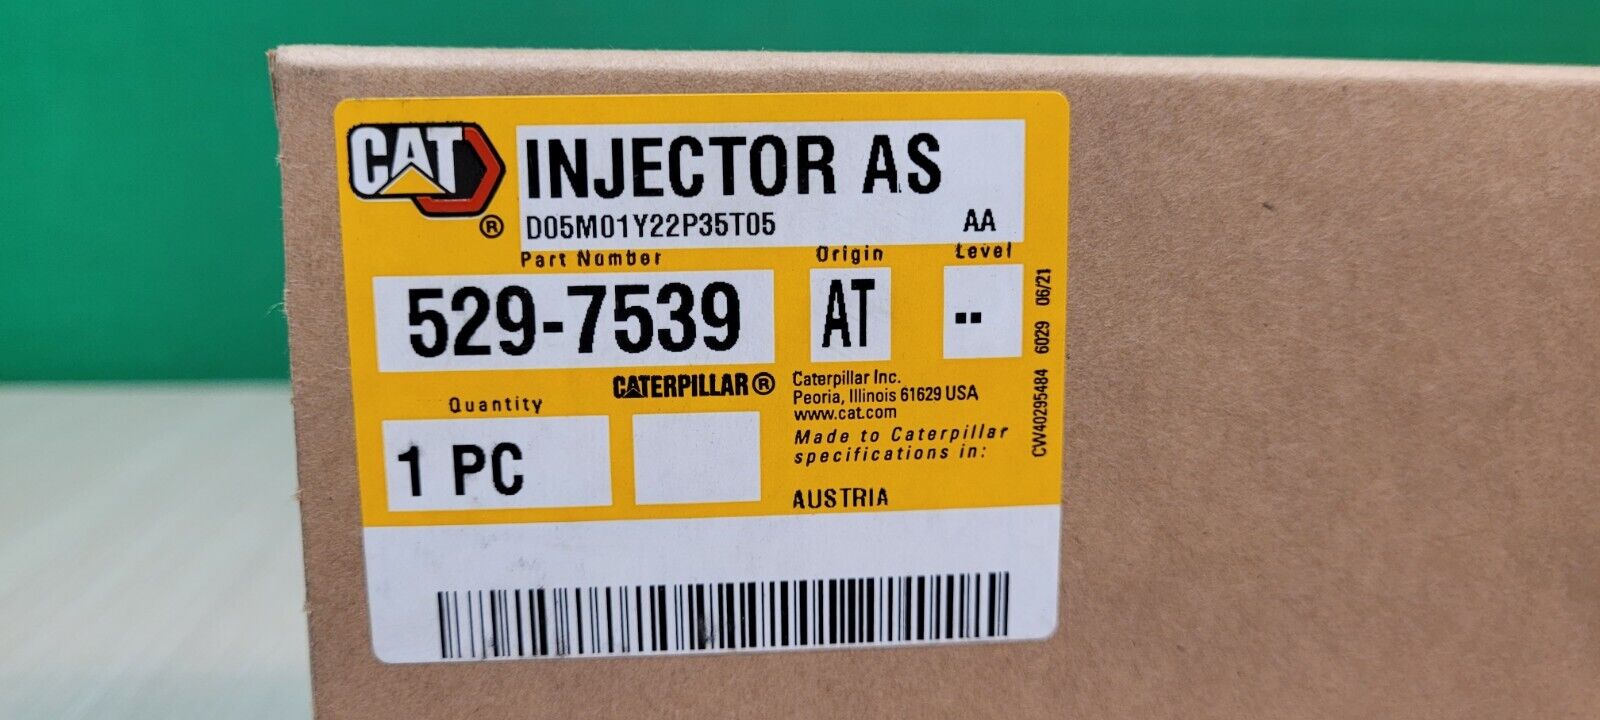 CAT
®
INJECTOR AS
D05M01Y22P35T05 AA
Part Number Origin Level
529-7539 AT --
CATERPILLAR®
Caterpillar Inc.
Peoria, Illinois 61629 USA
www.cat.com
Quantity
1 PC
Made to Caterpillar
specifications in:
AUSTRIA
CW40295484 6029 06/21